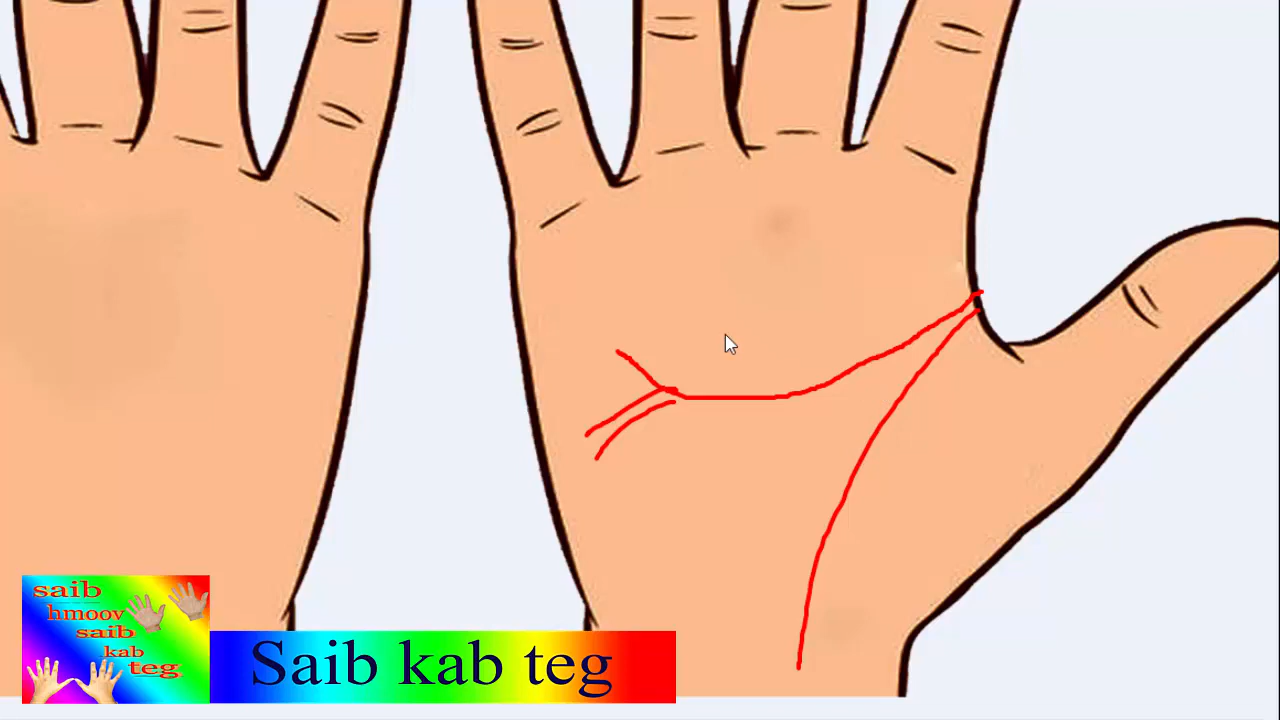 saib
hmoov
saib
kab
teg
Saib kab teg